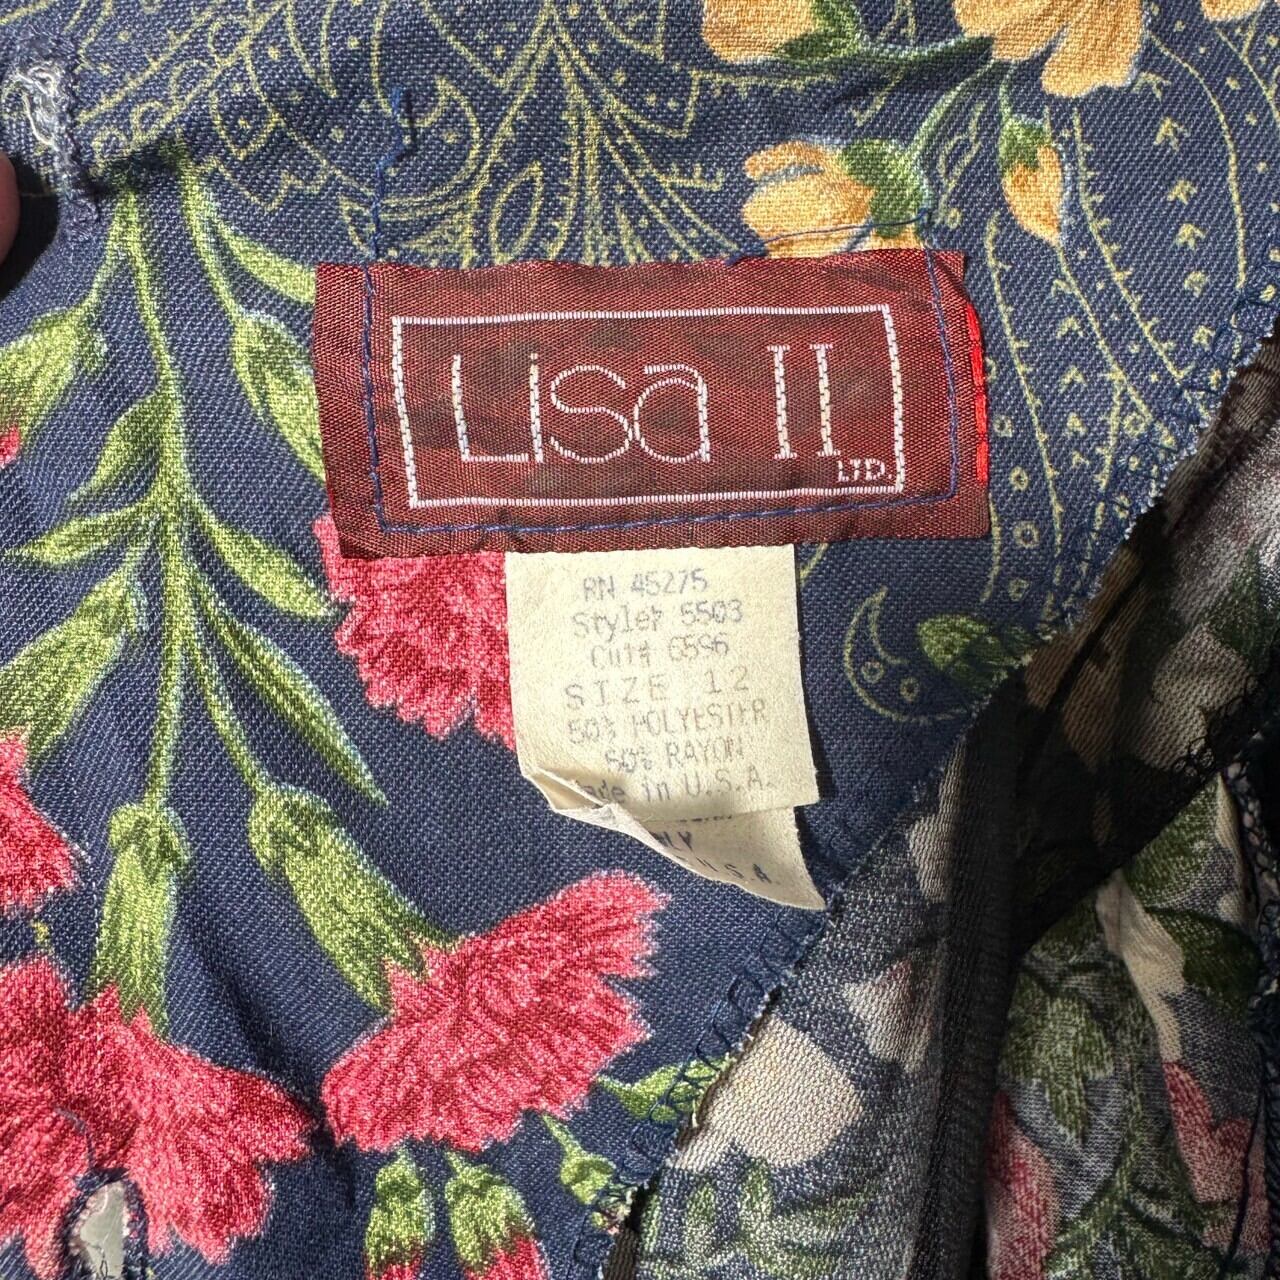 Lisa II
LTD.
RN 45275
Style# 5503
Cut# 6596
SIZE 12
50% POLYESTER
50% RAYON
Made in U.S.A.
U.S.A.